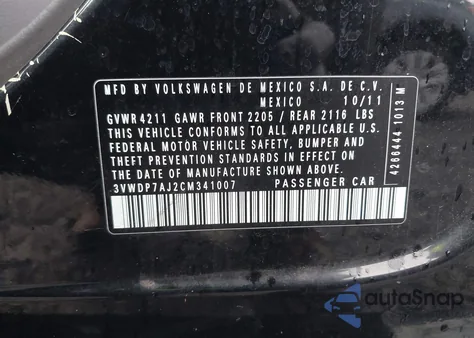 MFD BY VOLKSWAGEN DE MEXICO S.A. DE C.V.
MEXICO 10/11
GVWR 4211 GAWR FRONT 2205 / REAR 2116 LBS
THIS VEHICLE CONFORMS TO ALL APPLICABLE U.S.
FEDERAL MOTOR VEHICLE SAFETY, BUMPER AND
THEFT PREVENTION STANDARDS IN EFFECT ON THE
DATE OF MANUFACTURE SHOWN ABOVE.
3VWDP7AJ2CM341007 PASSENGER CAR
4266444 1013 M
autoSnap